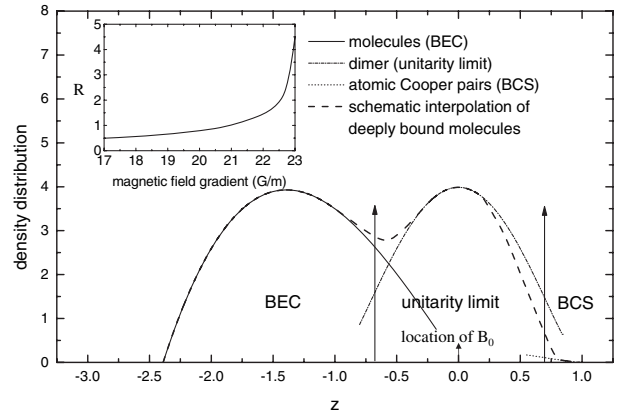 density distribution
8
7
6
5
4
3
2
1
0
R
5
4
3
2
1
0
17 18 19 20 21 22 23
magnetic field gradient (G/m)
molecules (BEC)
dimer (unitarity limit)
atomic Cooper pairs (BCS)
schematic interpolation of
deeply bound molecules
BEC
unitarity limit
BCS
location of B₀
-3.0 -2.5 -2.0 -1.5 -1.0 -0.5 0.0 0.5 1.0
z